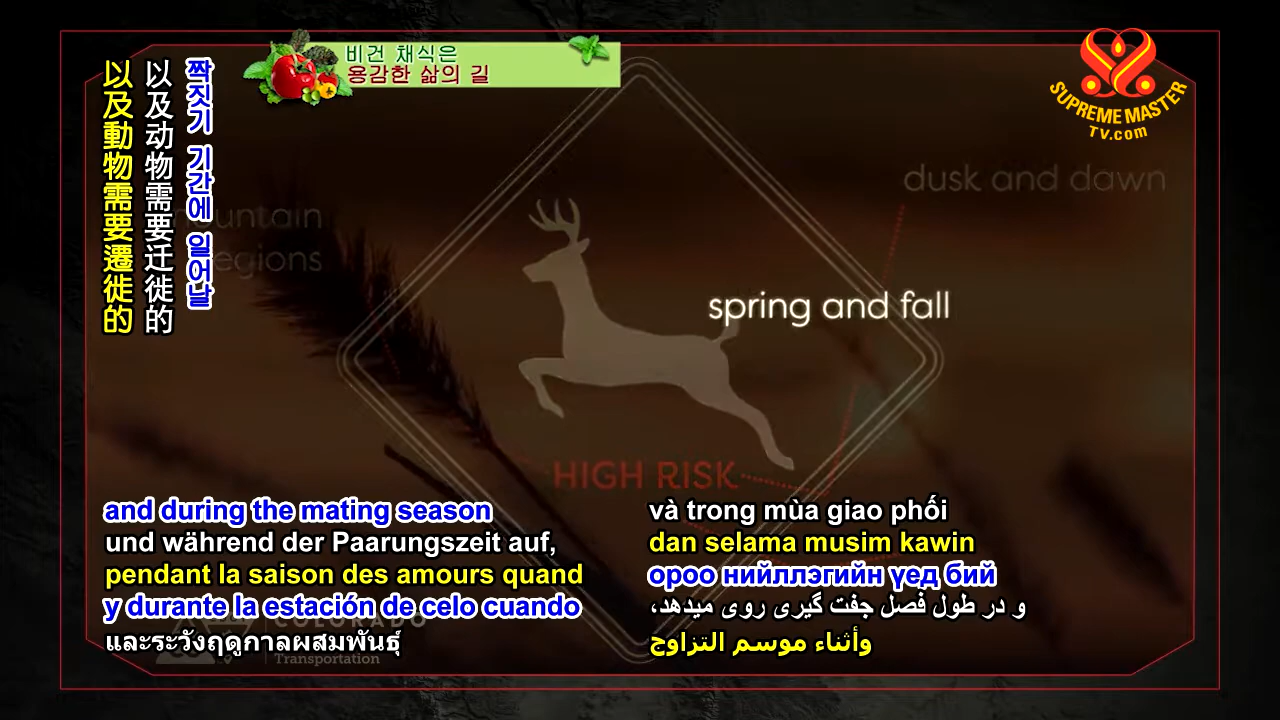 비건 채식은
용감한 삶의 길
SUPREME MASTER
TV.com
짝짓기 기간에 일어날
以及动物需要迁徙的
以及動物需要遷徙的
dusk and dawn
mountain
regions
spring and fall
HIGH RISK
and during the mating season
und während der Paarungszeit auf,
pendant la saison des amours quand
y durante la estación de celo cuando
และระวังฤดูกาลผสมพันธุ์
và trong mùa giao phối
dan selama musim kawin
ороо нийллэгийн үед бий
و در طول فصل جفت گیری روی میدهد،
وأثناء موسم التزاوج
COLORADO
Transportation